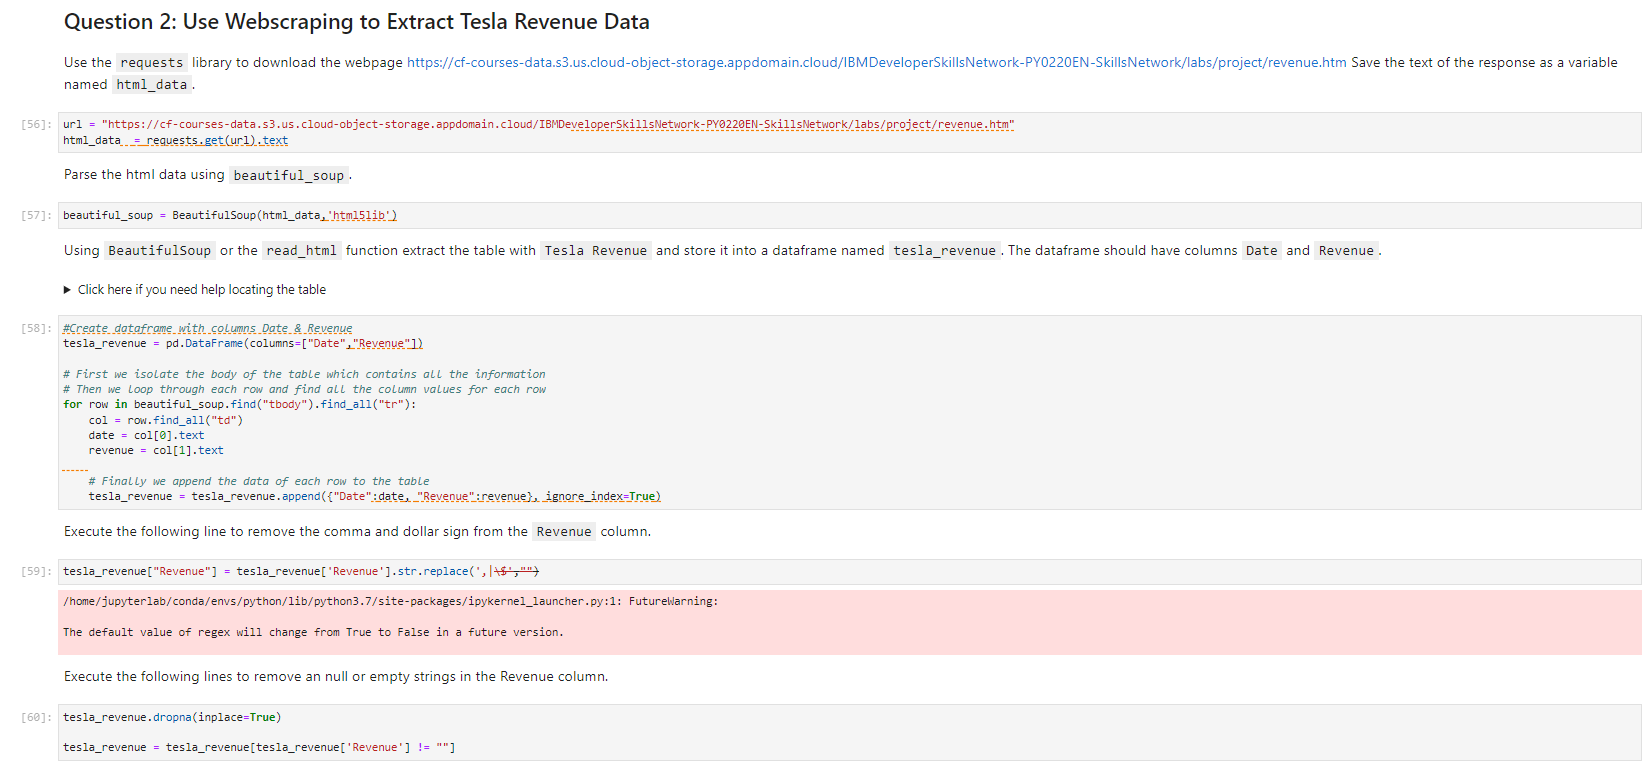 Question 2: Use Webscraping to Extract Tesla Revenue Data
Use the requests library to download the webpage https://cf-courses-data.s3.us.cloud-object-storage.appdomain.cloud/IBMDeveloperSkillsNetwork-PY0220EN-SkillsNetwork/labs/project/revenue.htm Save the text of the response as a variable
named html_data.
[56]: url = "https://cf-courses-data.s3.us.cloud-object-storage.appdomain.cloud/IBMDeveloperSkillsNetwork-PY0220EN-SkillsNetwork/labs/project/revenue.htm"
html_data  = requests.get(url).text
Parse the html data using beautiful_soup.
[57]: beautiful_soup = BeautifulSoup(html_data,'html5lib')
Using BeautifulSoup or the read_html function extract the table with Tesla Revenue and store it into a dataframe named tesla_revenue. The dataframe should have columns Date and Revenue.
▶ Click here if you need help locating the table
[58]: #Create dataframe with columns Date & Revenue
tesla_revenue = pd.DataFrame(columns=["Date","Revenue"])
# First we isolate the body of the table which contains all the information
# Then we loop through each row and find all the column values for each row
for row in beautiful_soup.find("tbody").find_all("tr"):
    col = row.find_all("td")
    date = col[0].text
    revenue = col[1].text
    # Finally we append the data of each row to the table
    tesla_revenue = tesla_revenue.append({"Date":date, "Revenue":revenue}, ignore_index=True)
Execute the following line to remove the comma and dollar sign from the Revenue column.
[59]: tesla_revenue["Revenue"] = tesla_revenue['Revenue'].str.replace(',|\$',"")
/home/jupyterlab/conda/envs/python/lib/python3.7/site-packages/ipykernel_launcher.py:1: FutureWarning:
The default value of regex will change from True to False in a future version.
Execute the following lines to remove an null or empty strings in the Revenue column.
[60]: tesla_revenue.dropna(inplace=True)
tesla_revenue = tesla_revenue[tesla_revenue['Revenue'] != ""]